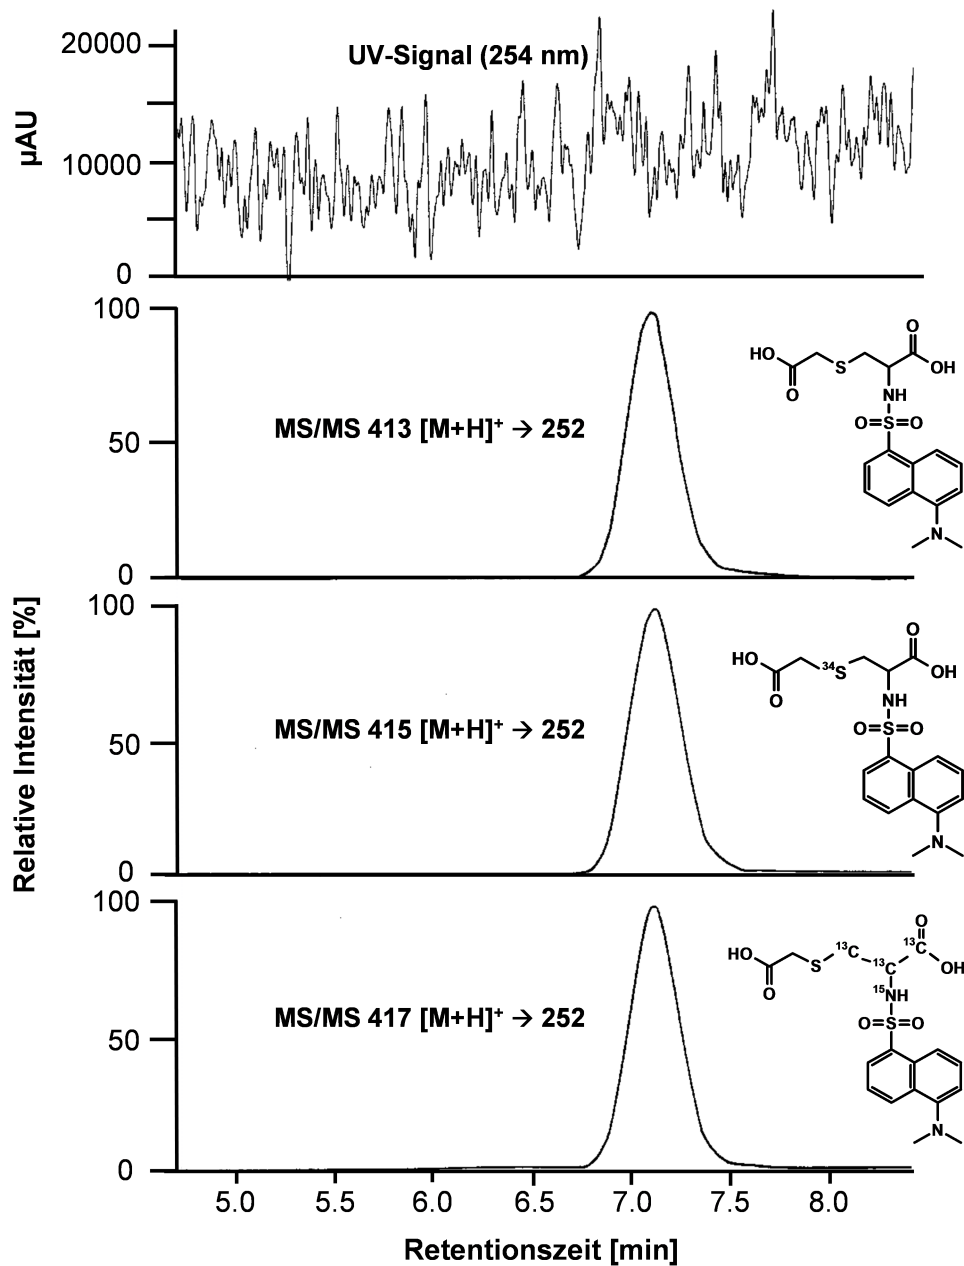 UV-Signal (254 nm)
µAU
20000
10000
0
100
50
0
MS/MS 413 [M+H]+ → 252
HO
O
S
O
OH
NH
O=S=O
N
Relative Intensität [%]
100
50
0
MS/MS 415 [M+H]+ → 252
HO
O
34S
O
OH
NH
O=S=O
N
100
50
0
MS/MS 417 [M+H]+ → 252
HO
O
S
13C
13C
13C
O
OH
15NH
O=S=O
N
5.0 5.5 6.0 6.5 7.0 7.5 8.0
Retentionszeit [min]